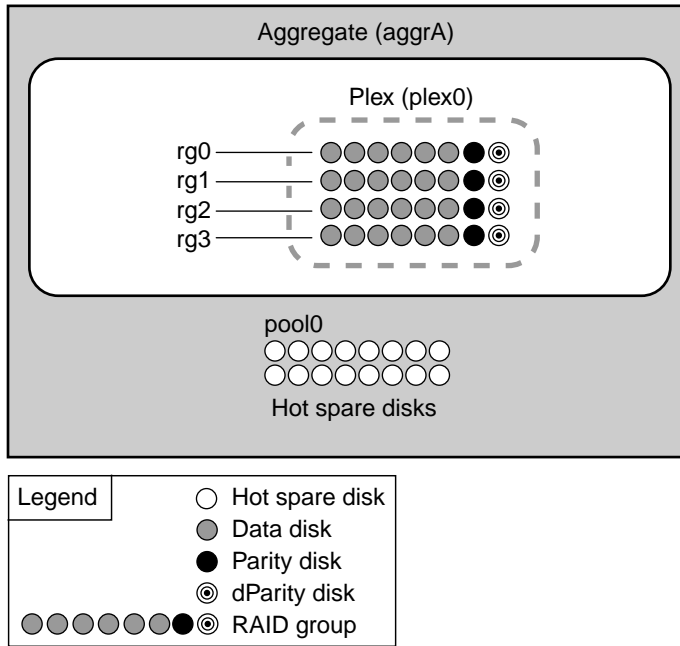 Aggregate (aggrA)
Plex (plex0)
rg0
rg1
rg2
rg3
pool0
Hot spare disks
Legend
Hot spare disk
Data disk
Parity disk
dParity disk
RAID group